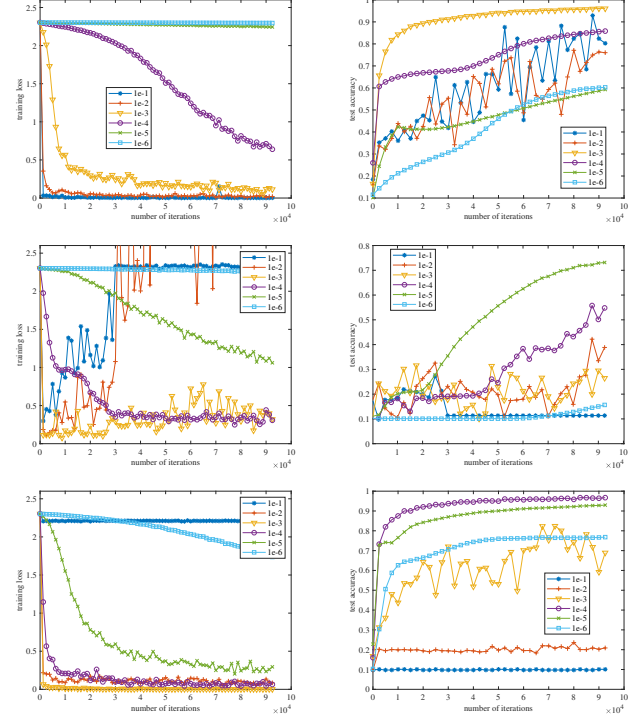 2.5
2
1.5
1
0.5
0
training loss
1e-1
1e-2
1e-3
1e-4
1e-5
1e-6
0 1 2 3 4 5 6 7 8 9 10
number of iterations
×10⁴
1
0.9
0.8
0.7
0.6
0.5
0.4
0.3
0.2
0.1
test accuracy
1e-1
1e-2
1e-3
1e-4
1e-5
1e-6
0 1 2 3 4 5 6 7 8 9 10
number of iterations
×10⁴
2.5
2
1.5
1
0.5
0
training loss
1e-1
1e-2
1e-3
1e-4
1e-5
1e-6
0 1 2 3 4 5 6 7 8 9 10
number of iterations
×10⁴
0.8
0.7
0.6
0.5
0.4
0.3
0.2
0.1
0
test accuracy
1e-1
1e-2
1e-3
1e-4
1e-5
1e-6
0 1 2 3 4 5 6 7 8 9 10
number of iterations
×10⁴
2.5
2
1.5
1
0.5
0
training loss
1e-1
1e-2
1e-3
1e-4
1e-5
1e-6
0 1 2 3 4 5 6 7 8 9 10
number of iterations
×10⁴
1
0.9
0.8
0.7
0.6
0.5
0.4
0.3
0.2
0.1
0
test accuracy
1e-1
1e-2
1e-3
1e-4
1e-5
1e-6
0 1 2 3 4 5 6 7 8 9 10
number of iterations
×10⁴